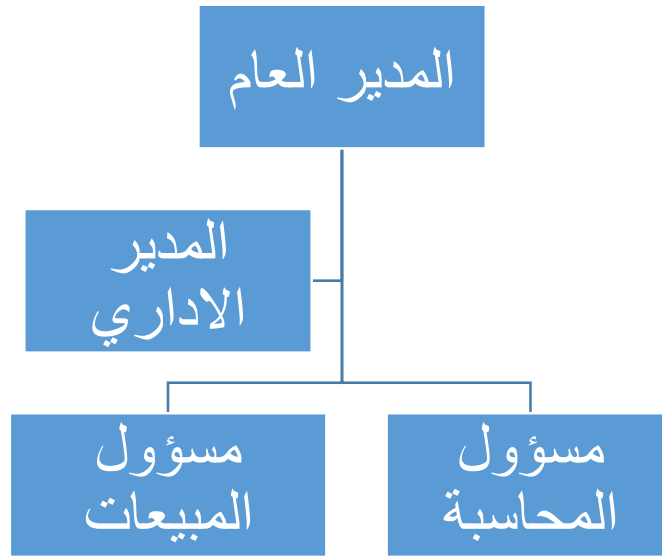 المدير العام
المدير
الاداري
مسؤول
المحاسبة
مسؤول
المبيعات